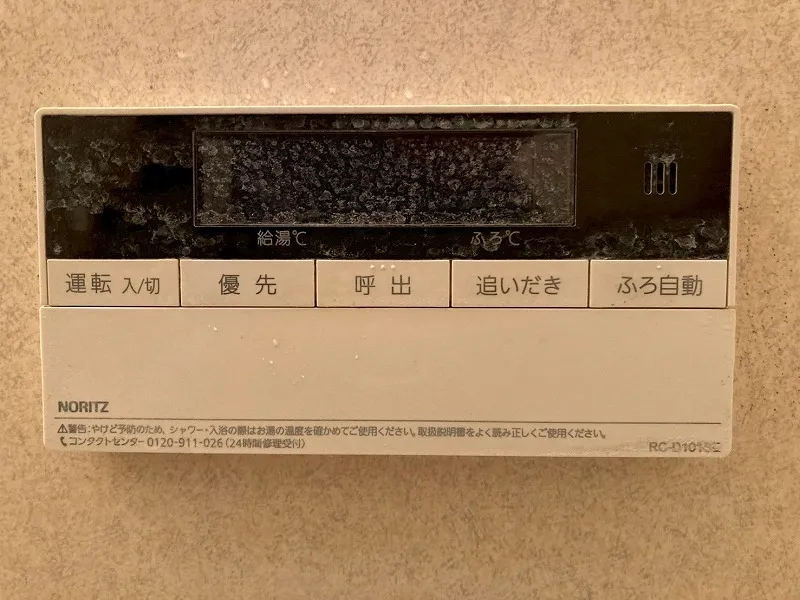 給湯℃ ふろ℃
運転 入/切 優先 呼出 追いだき ふろ自動
NORITZ
⚠警告:やけど予防のため、シャワー・入浴の際はお湯の温度を確かめてご使用ください。取扱説明書をよく読み正しくご使用ください。
コンタクトセンター 0120-911-026(24時間修理受付)
RC-D101SE